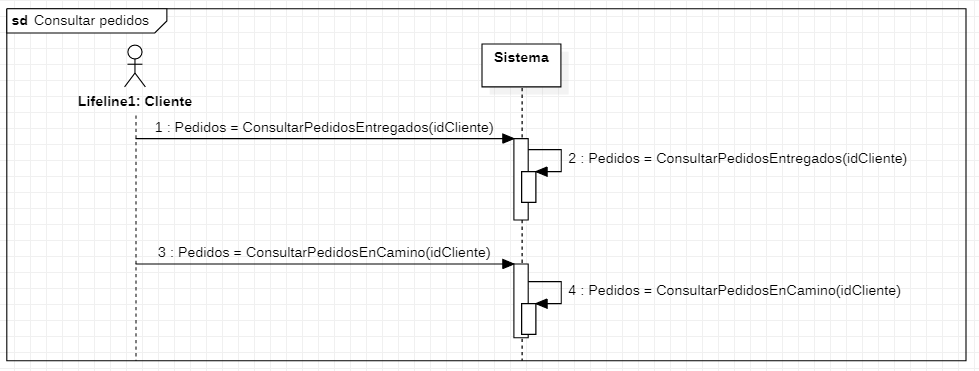 sd Consultar pedidos
Sistema
Lifeline1: Cliente
1 : Pedidos = ConsultarPedidosEntregados(idCliente)
2 : Pedidos = ConsultarPedidosEntregados(idCliente)
3 : Pedidos = ConsultarPedidosEnCamino(idCliente)
4 : Pedidos = ConsultarPedidosEnCamino(idCliente)